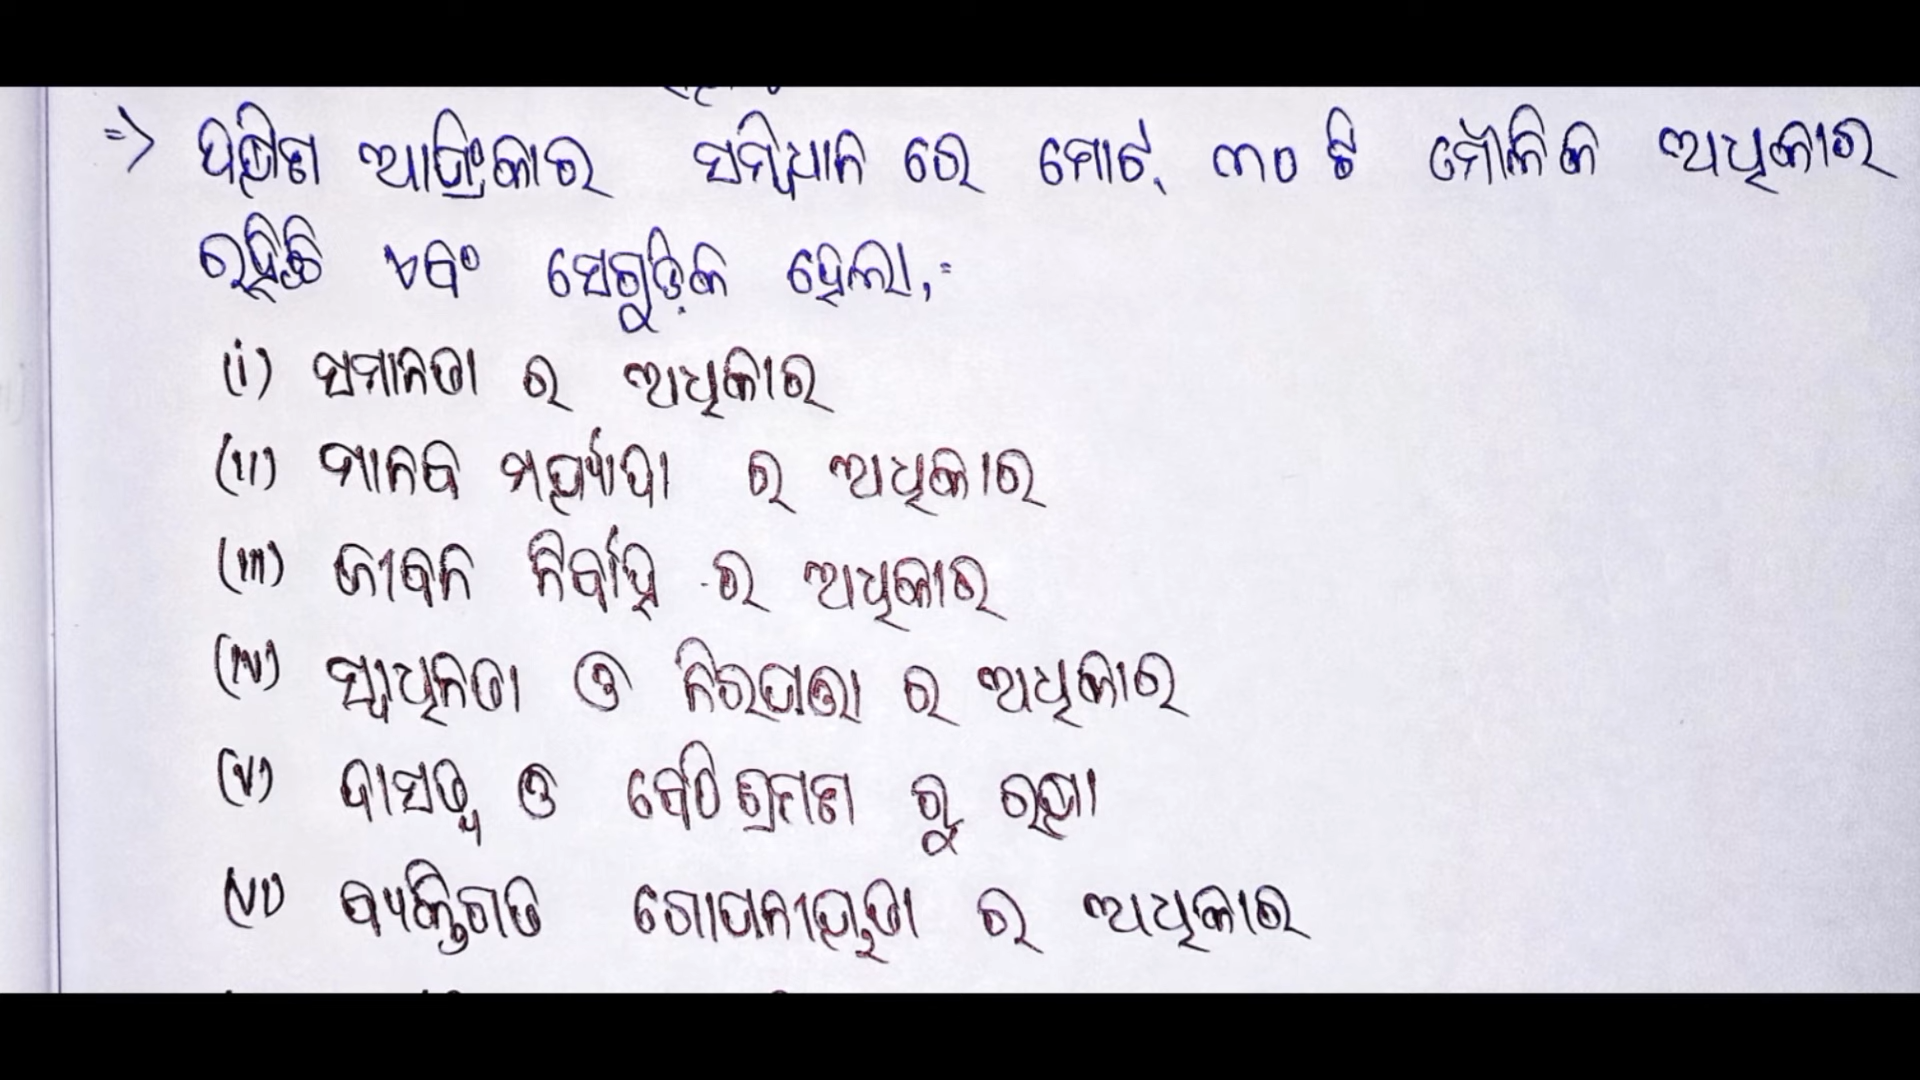 => ଦକ୍ଷିଣ ଆଫ୍ରିକାର ସମ୍ବିଧାନ ରେ ମୋଟ୍ ୩୦ ଟି ମୌଳିକ ଅଧିକାର
ରହିଛି ଏବଂ ସେଗୁଡ଼ିକ ହେଲା,=
(i) ସମାନତା ର ଅଧିକାର
(ii) ମାନବ ମର୍ଯ୍ୟାଦା ର ଅଧିକାର
(iii) ଜୀବନ ନିର୍ବାହ ର ଅଧିକାର
(iv) ସ୍ୱାଧିନତା ଓ ନିରାପତ୍ତା ର ଅଧିକାର
(v) ଦାସତ୍ୱ ଓ ବେଠିଶ୍ରମଣ ରୁ ରକ୍ଷା
(vi) ବ୍ୟକ୍ତିଗତ ଗୋପନୀୟତା ର ଅଧିକାର